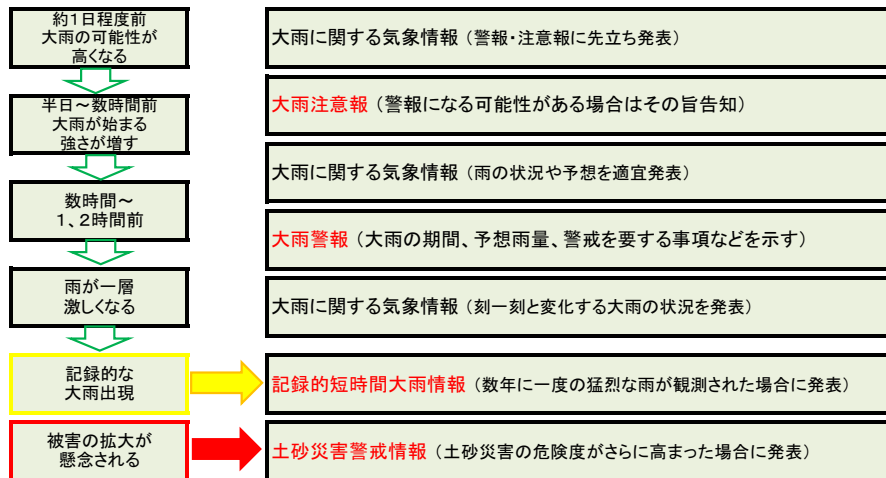 約1日程度前
大雨の可能性が
高くなる
大雨に関する気象情報（警報・注意報に先立ち発表）
半日～数時間前
大雨が始まる
強さが増す
大雨注意報（警報になる可能性がある場合はその旨告知）
大雨に関する気象情報（雨の状況や予想を適宜発表）
数時間～
1、2時間前
大雨警報（大雨の期間、予想雨量、警戒を要する事項などを示す）
雨が一層
激しくなる
大雨に関する気象情報（刻一刻と変化する大雨の状況を発表）
記録的な
大雨出現
記録的短時間大雨情報（数年に一度の猛烈な雨が観測された場合に発表）
被害の拡大が
懸念される
土砂災害警戒情報（土砂災害の危険度がさらに高まった場合に発表）